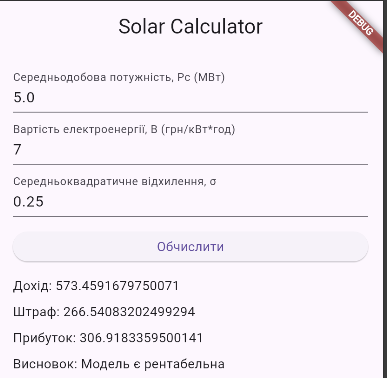 Solar Calculator
DEBUG
Середньодобова потужність, Pc (МВт)
5.0
Вартість електроенергії, B (грн/кВт*год)
7
Середньоквадратичне відхилення, σ
0.25
Обчислити
Дохід: 573.4591679750071
Штраф: 266.54083202499294
Прибуток: 306.9183359500141
Висновок: Модель є рентабельна